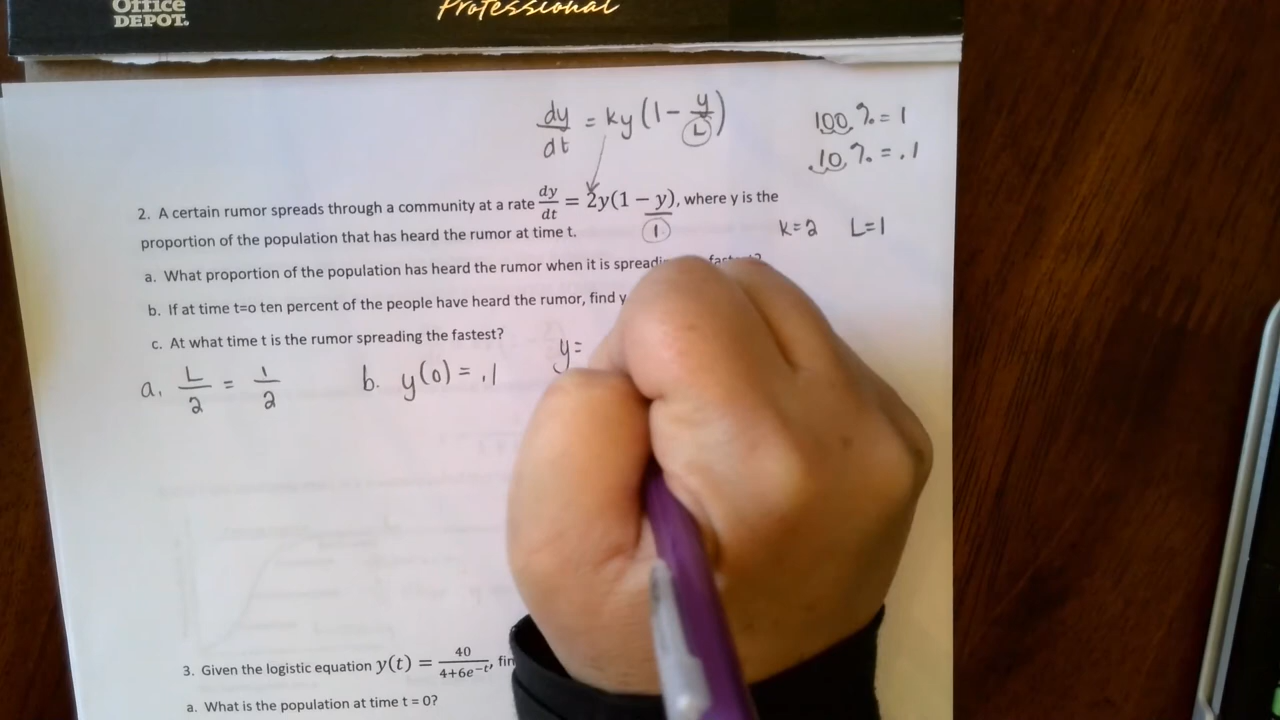 Office
DEPOT.
Professional
dy/dt = ky(1 - y/L)
100% = 1
.10% = .1
2. A certain rumor spreads through a community at a rate dy/dt = 2y(1 − y), where y is the
1
proportion of the population that has heard the rumor at time t.
k=2 L=1
a. What proportion of the population has heard the rumor when it is
b. If at time t=o ten percent of the people have heard the rumor, find y
c. At what time t is the rumor spreading the fastest?
y=
a. L/2 = 1/2 b. y(0) = .1
3. Given the logistic equation y(t) = 40/4+6e^-t,
a. What is the population at time t = 0?